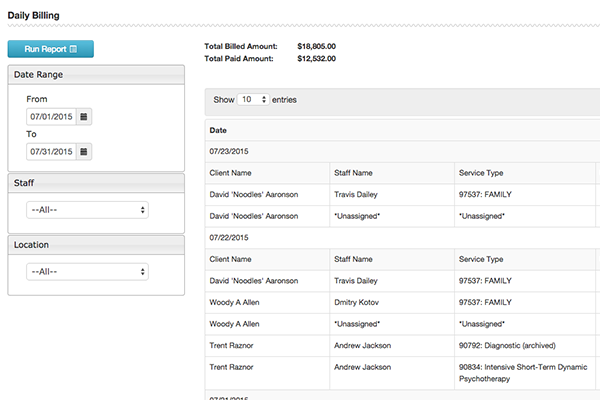 Daily Billing
Run Report
Total Billed Amount: $18,805.00
Total Paid Amount: $12,532.00
Date Range
From
07/01/2015
To
07/31/2015
Staff
--All--
Location
--All--
Show 10 entries
Date
07/23/2015
Client Name Staff Name Service Type
David 'Noodles' Aaronson Travis Dailey 97537: FAMILY
David 'Noodles' Aaronson *Unassigned* *Unassigned*
07/22/2015
Client Name Staff Name Service Type
David 'Noodles' Aaronson Travis Dailey 97537: FAMILY
Woody A Allen Dmitry Kotov 97537: FAMILY
Woody A Allen *Unassigned* *Unassigned*
Trent Raznor Andrew Jackson 90792: Diagnostic (archived)
Trent Raznor Andrew Jackson 90834: Intensive Short-Term Dynamic
Psychotherapy
07/21/2015